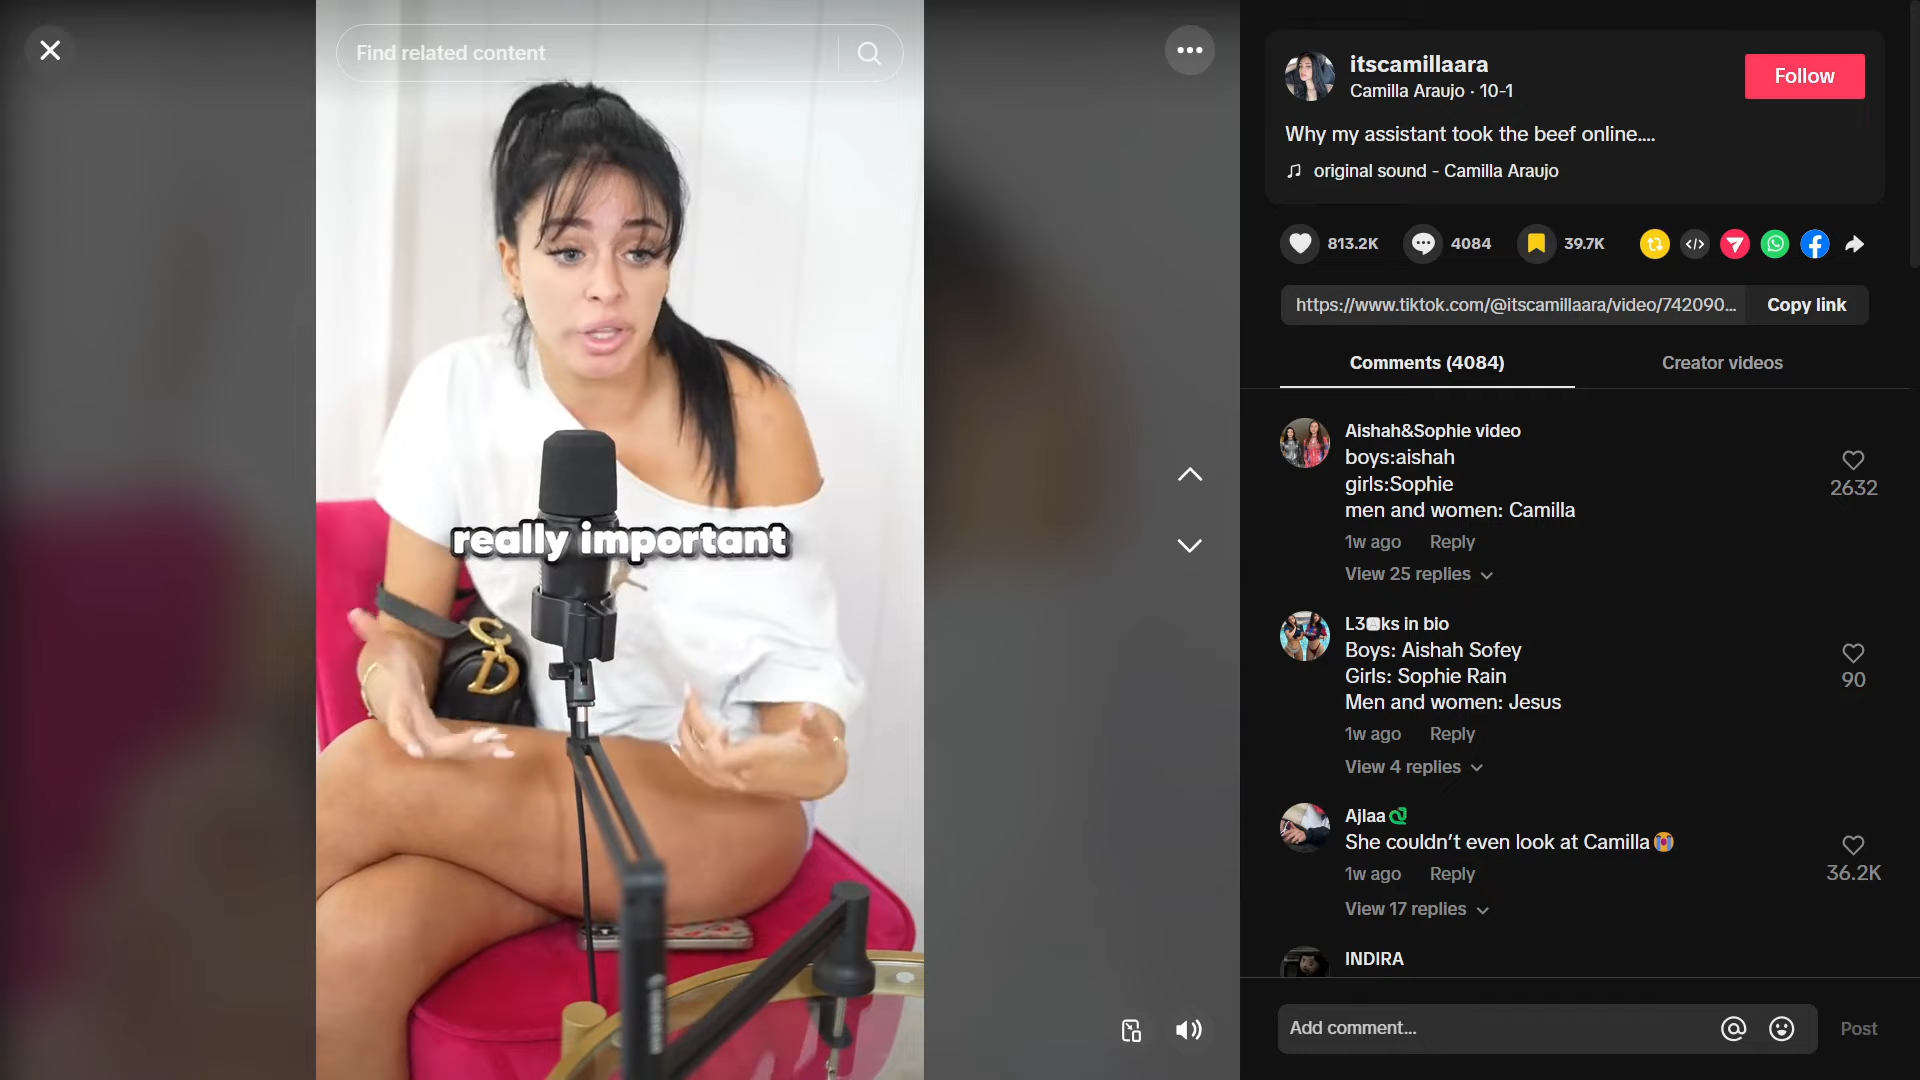 Find related content
really important
itscamillaara
Camilla Araujo · 10-1
Follow
Why my assistant took the beef online....
original sound - Camilla Araujo
813.2K
4084
39.7K
https://www.tiktok.com/@itscamillaara/video/742090...
Copy link
Comments (4084)
Creator videos
Aishah&Sophie video
boys:aishah
girls:Sophie
men and women: Camilla
2632
1w ago Reply
View 25 replies
L3🅰ks in bio
Boys: Aishah Sofey
Girls: Sophie Rain
Men and women: Jesus
90
1w ago Reply
View 4 replies
Ajlaa
She couldn't even look at Camilla😭
36.2K
1w ago Reply
View 17 replies
INDIRA
Add comment...
Post